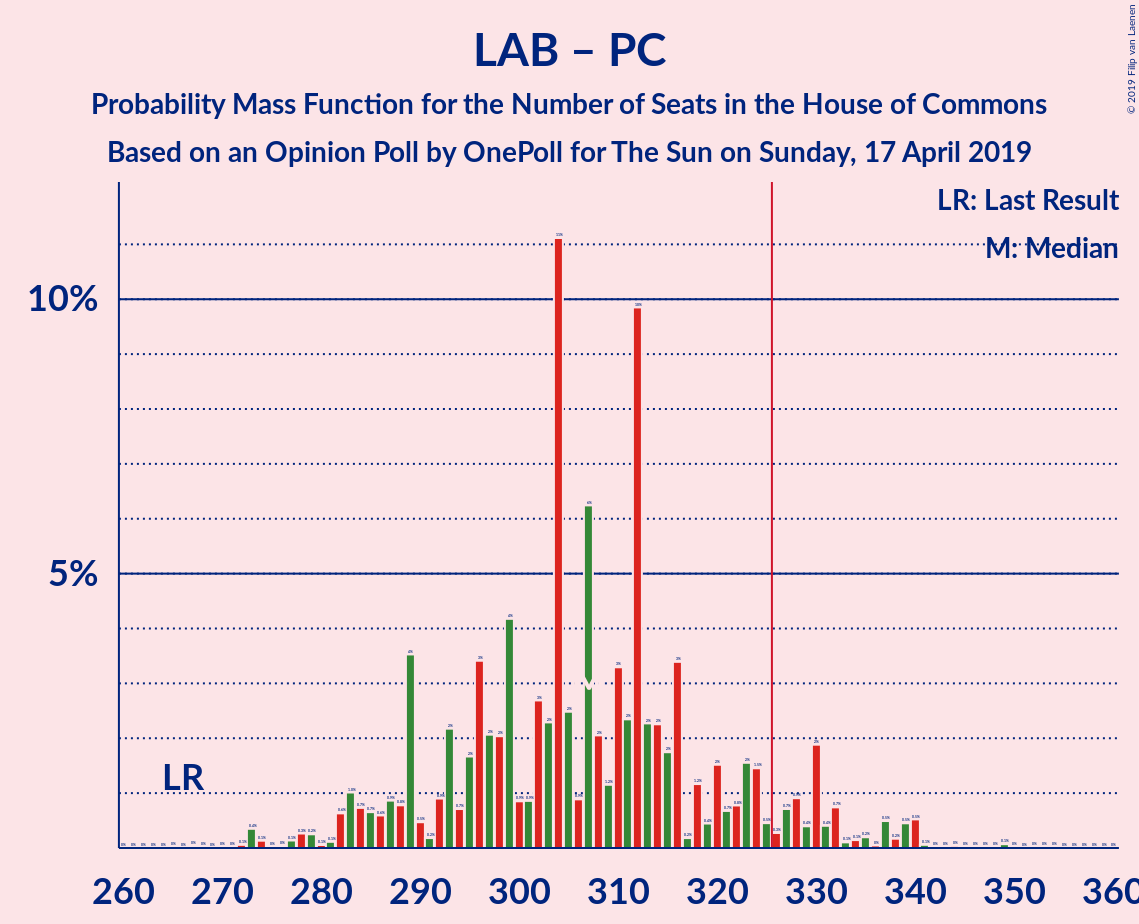 LAB – PC
Probability Mass Function for the Number of Seats in the House of Commons
Based on an Opinion Poll by OnePoll for The Sun on Sunday, 17 April 2019
© 2019 Filip van Laenen
LR: Last Result
M: Median
10%
5%
LR
260 270 280 290 300 310 320 330 340 350 360